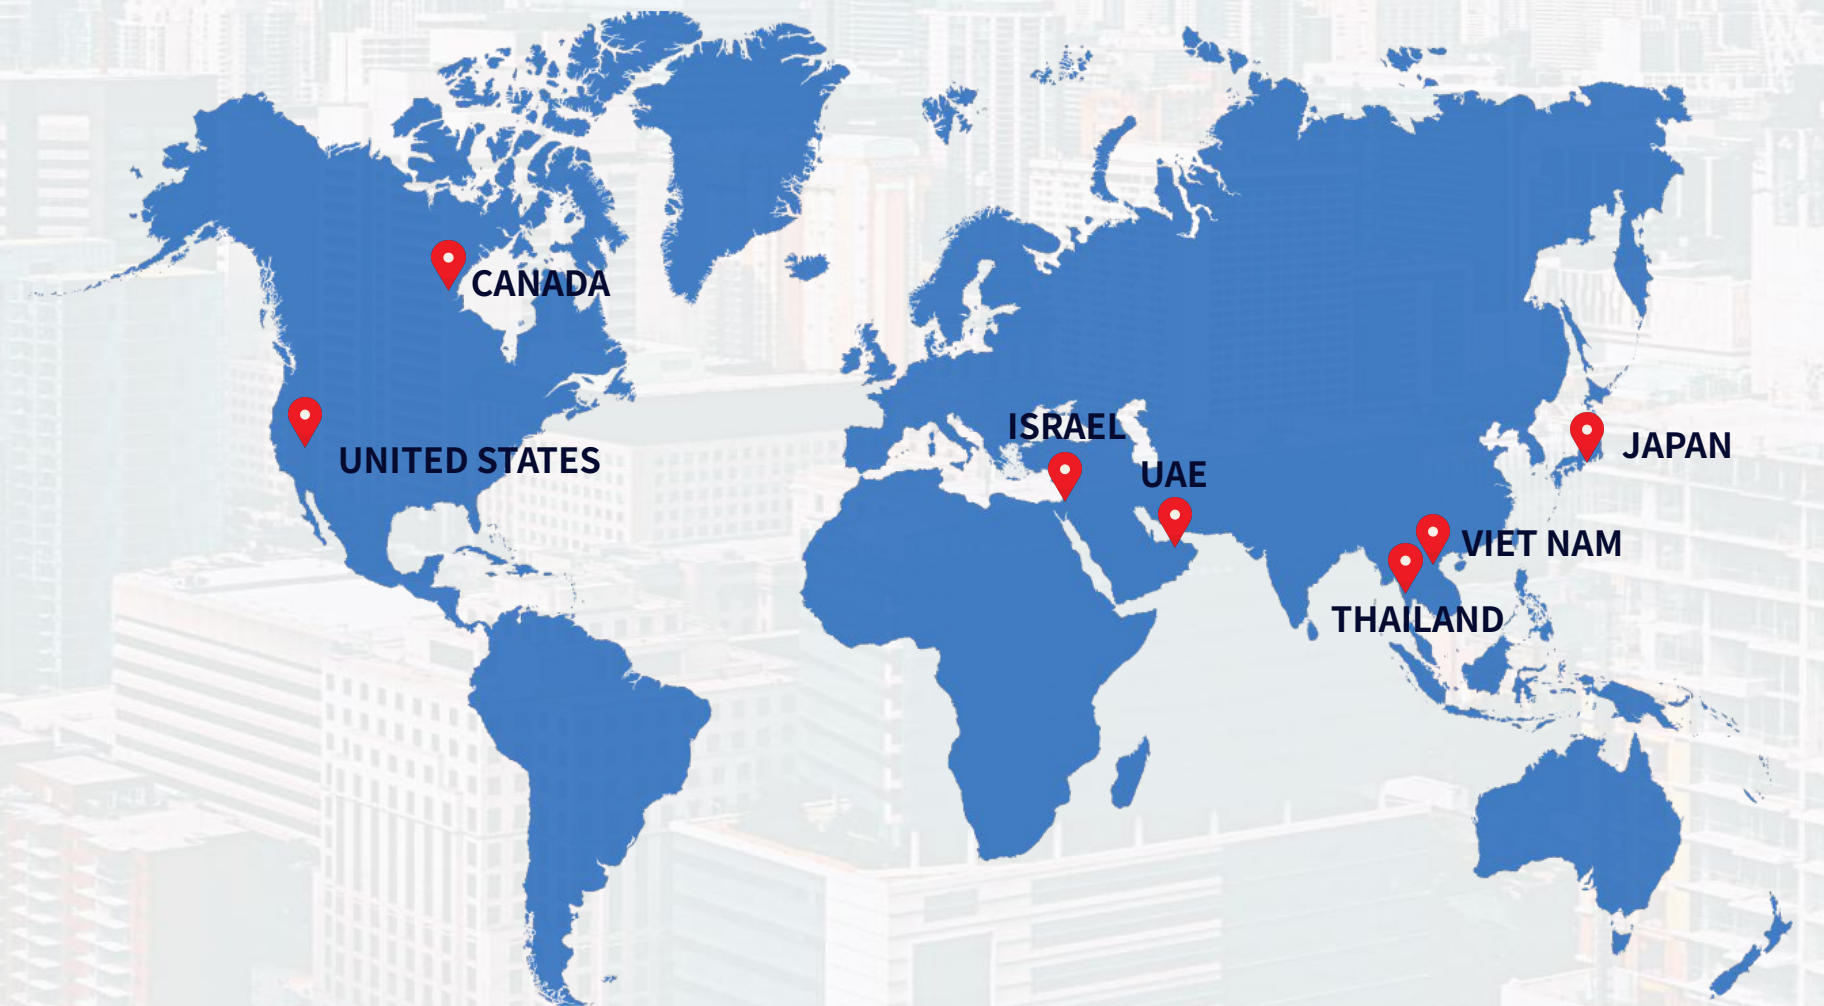 CANADA
UNITED STATES
ISRAEL
UAE
JAPAN
VIET NAM
THAILAND